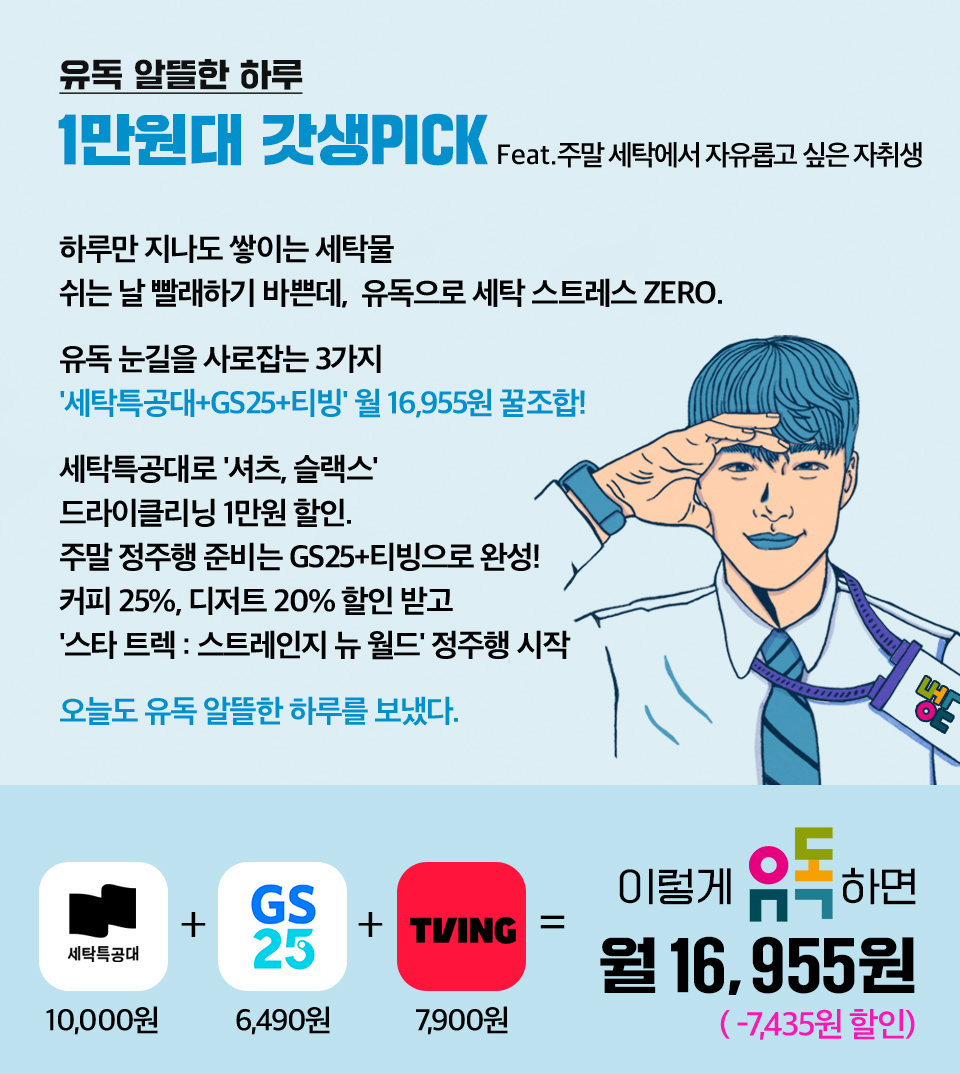 유독 알뜰한 하루
1만원대 갓생PICK Feat.주말 세탁에서 자유롭고 싶은 자취생
하루만 지나도 쌓이는 세탁물
쉬는 날 빨래하기 바쁜데, 유독으로 세탁 스트레스 ZERO.
유독 눈길을 사로잡는 3가지
'세탁특공대+GS25+티빙' 월 16,955원 꿀조합!
세탁특공대로 '셔츠, 슬랙스'
드라이클리닝 1만원 할인.
주말 정주행 준비는 GS25+티빙으로 완성!
커피 25%, 디저트 20% 할인 받고
'스타 트렉 : 스트레인지 뉴 월드' 정주행 시작
오늘도 유독 알뜰한 하루를 보냈다.
유독
세탁특공대
+
GS
25
+
TVING
=
10,000원
6,490원
7,900원
이렇게 유독하면
월 16,955원
( -7,435원 할인)